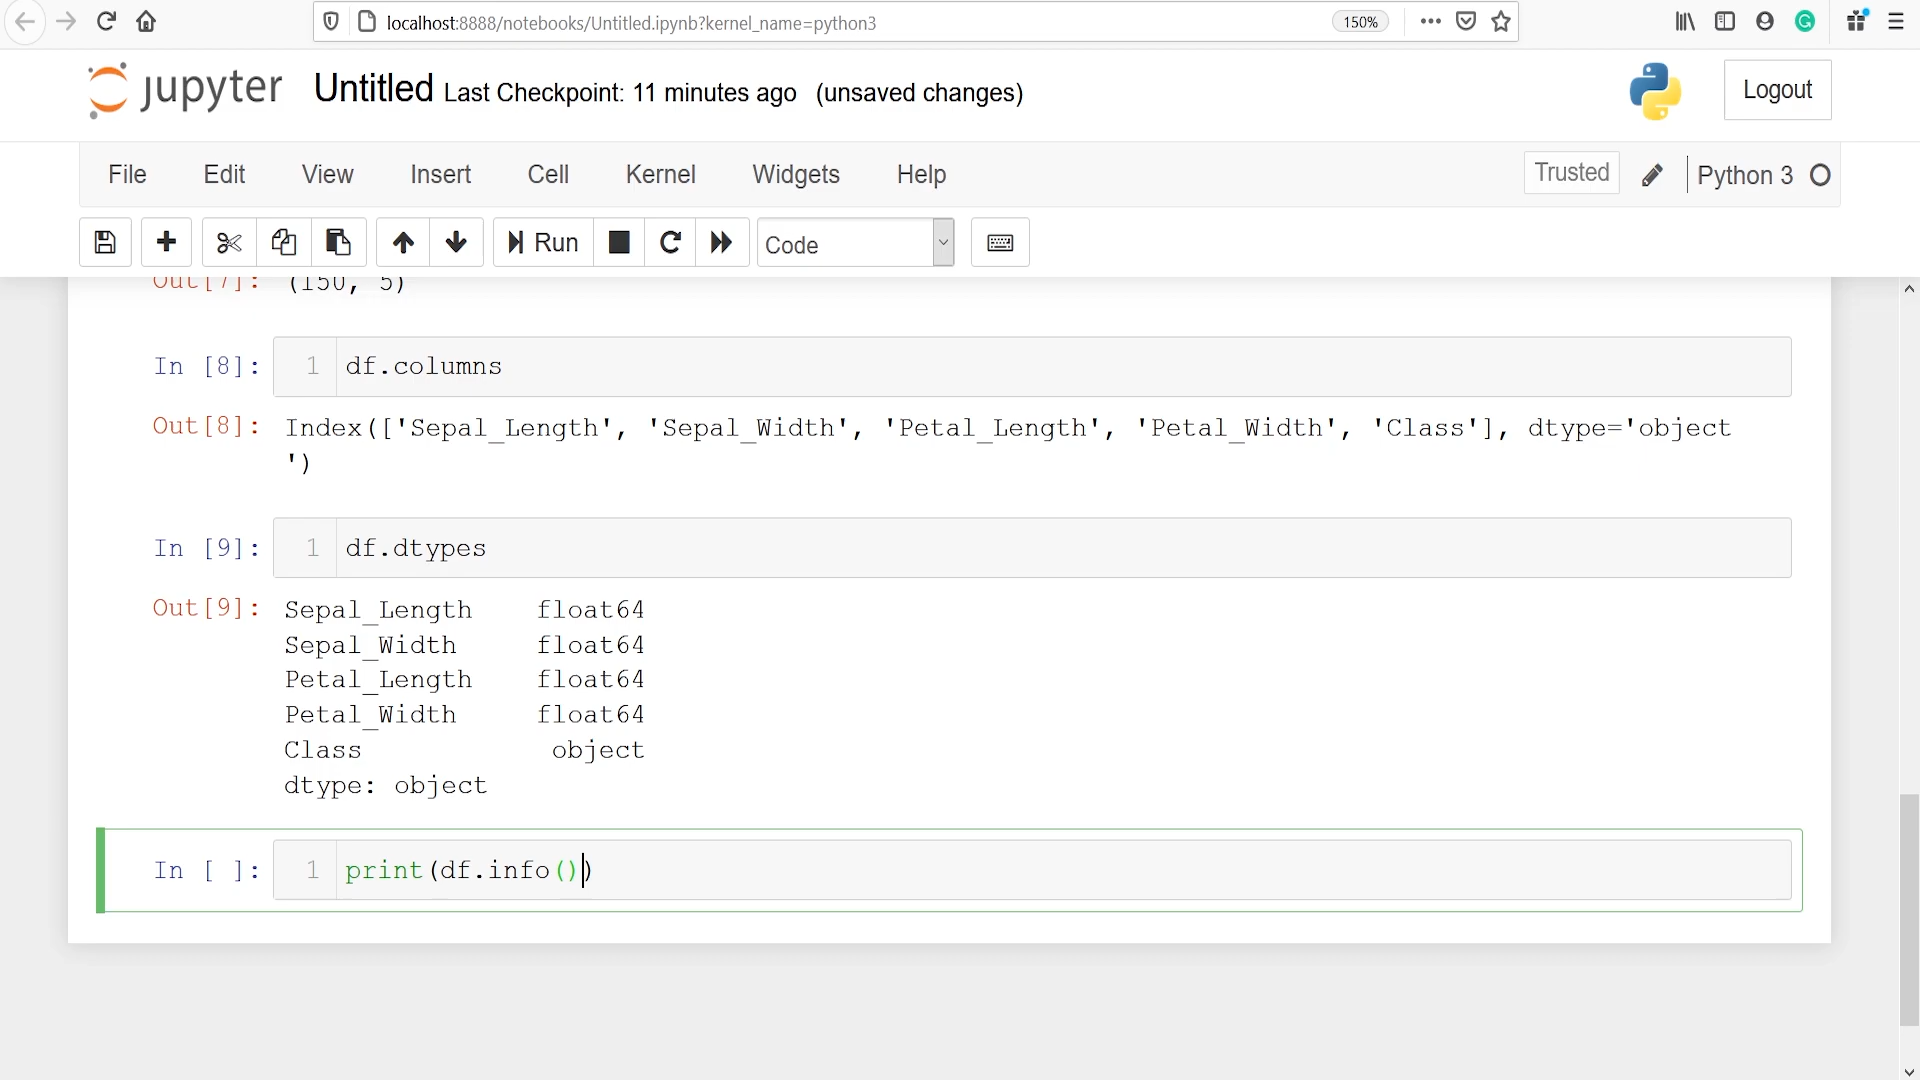 localhost:8888/notebooks/Untitled.ipynb?kernel_name=python3
150%
jupyter Untitled Last Checkpoint: 11 minutes ago (unsaved changes)
Logout
File Edit View Insert Cell Kernel Widgets Help
Trusted Python 3
Run Code
Out[7]: (150, 5)
In [8]: 1 df.columns
Out[8]: Index(['Sepal_Length', 'Sepal_Width', 'Petal_Length', 'Petal_Width', 'Class'], dtype='object
')
In [9]: 1 df.dtypes
Out[9]: Sepal_Length float64
Sepal_Width float64
Petal_Length float64
Petal_Width float64
Class object
dtype: object
In [ ]: 1 print(df.info())